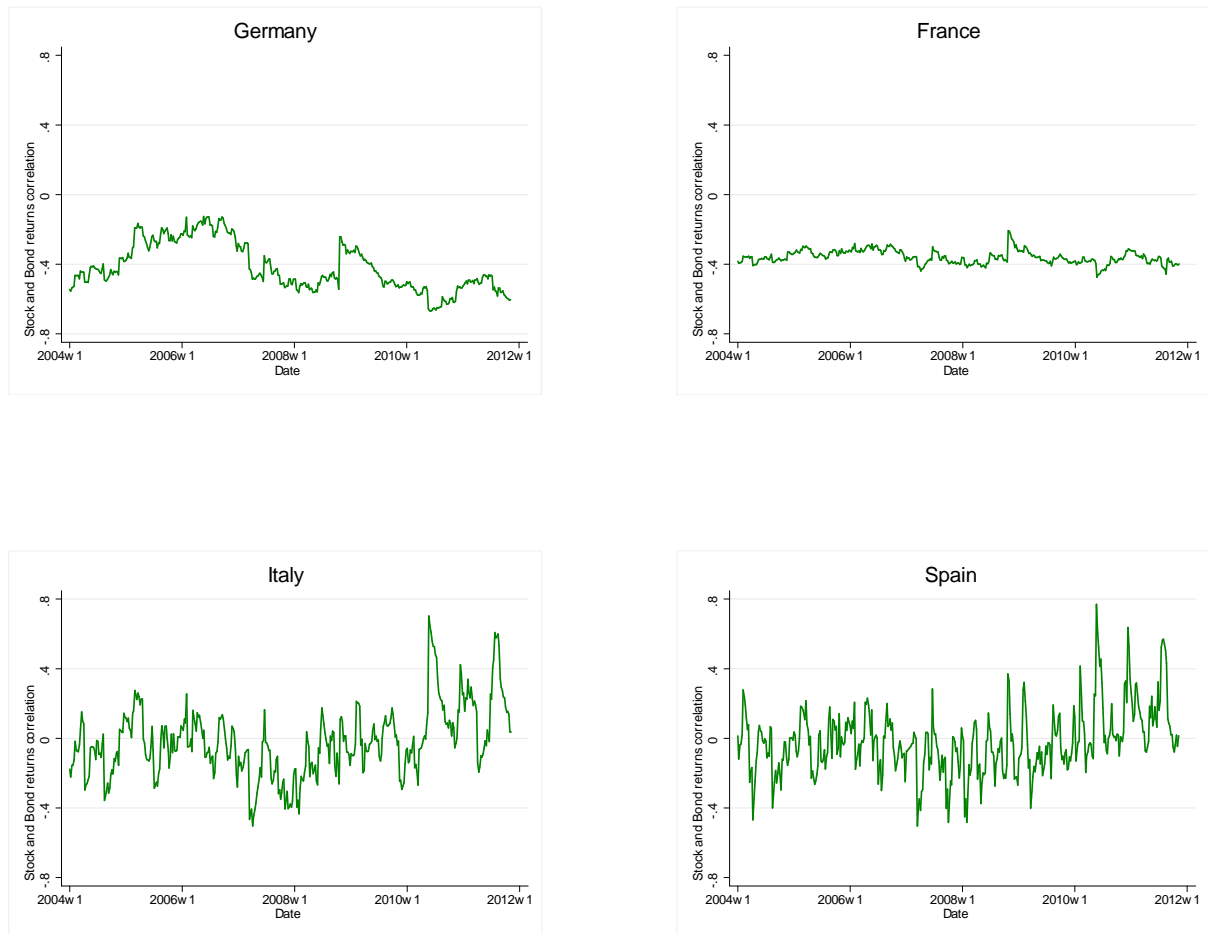 Germany
Stock and Bond returns correlation
.8
.4
0
-.4
-.8
2004w1
2006w1
2008w1
2010w1
2012w1
Date
France
Stock and Bond returns correlation
.8
.4
0
-.4
-.8
2004w1
2006w1
2008w1
2010w1
2012w1
Date
Italy
Stock and Bond returns correlation
.8
.4
0
-.4
-.8
2004w1
2006w1
2008w1
2010w1
2012w1
Date
Spain
Stock and Bond returns correlation
.8
.4
0
-.4
-.8
2004w1
2006w1
2008w1
2010w1
2012w1
Date